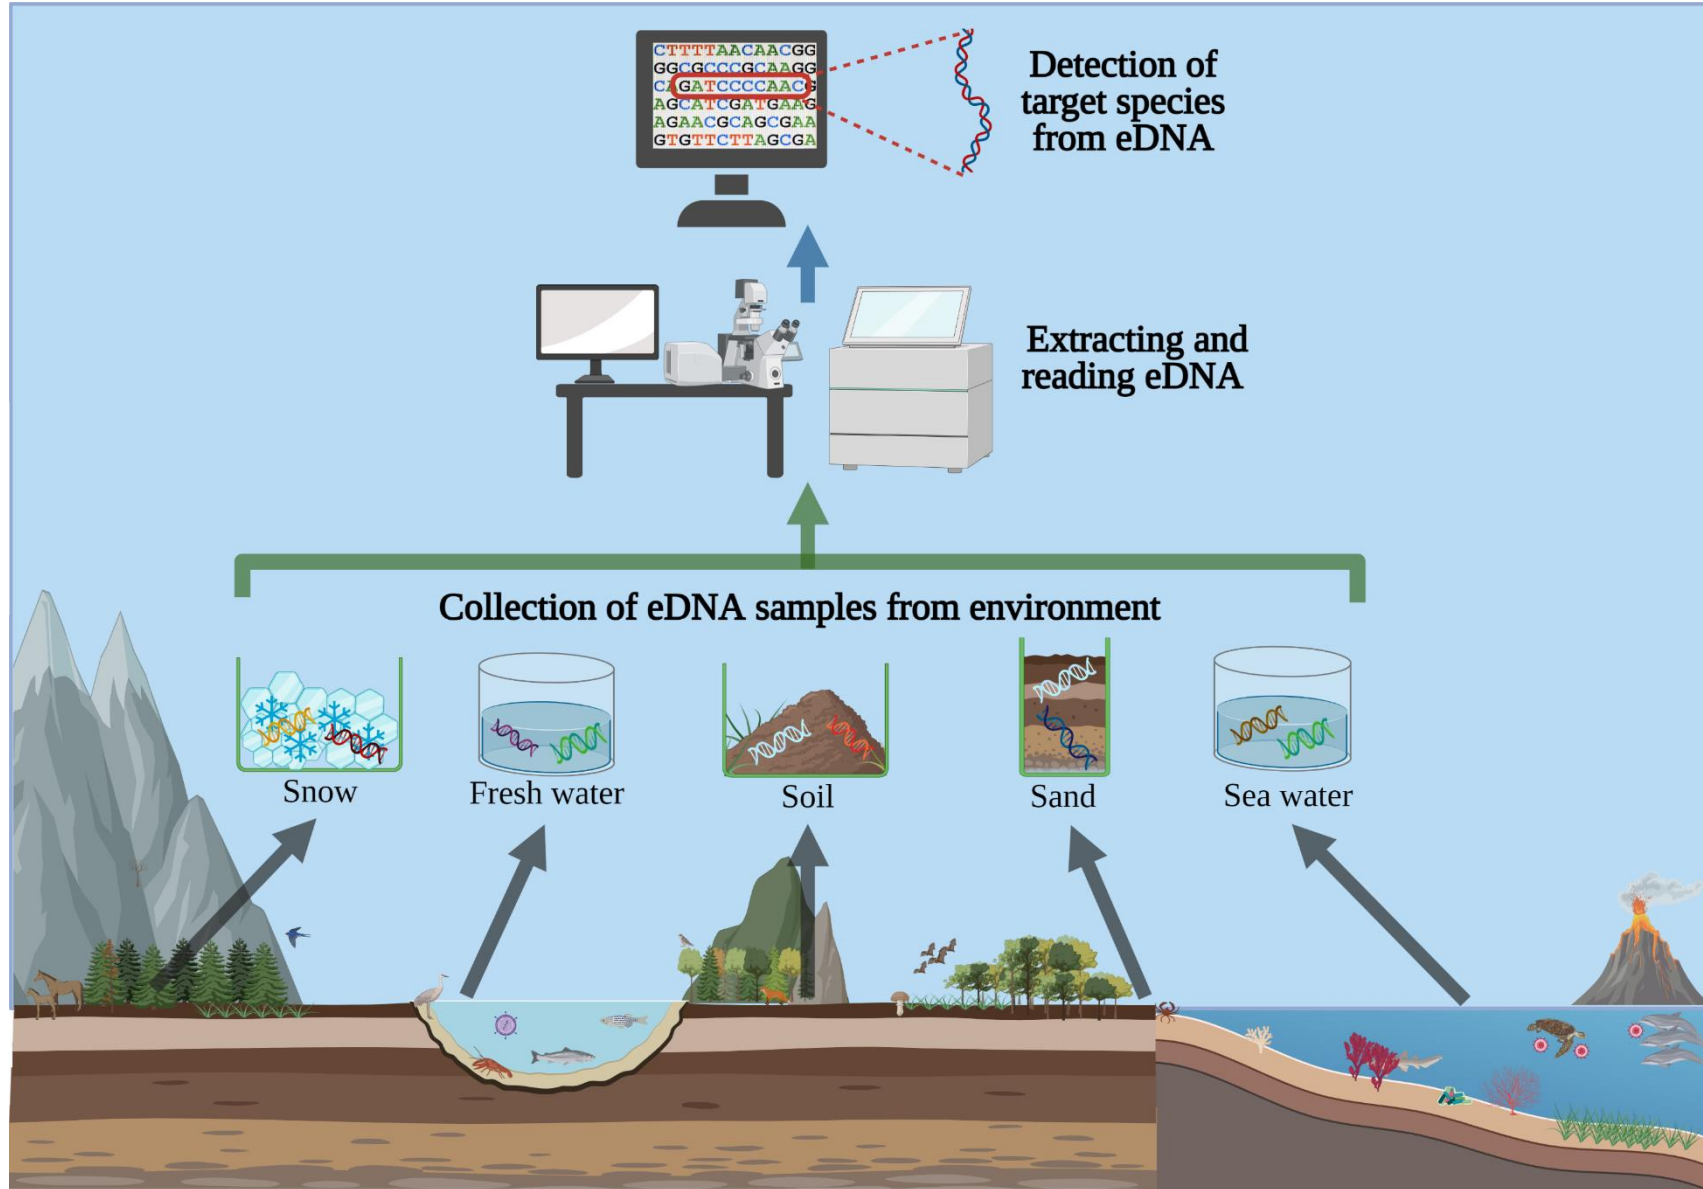 CTTTTAACAACGG
GGCGCCCGCAAGG
CAGATCCCCAACG
AGCATCGATGAAG
AGAACGCAGCGAA
GTGTTCTTAGCGA
Detection of
target species
from eDNA
Extracting and
reading eDNA
Collection of eDNA samples from environment
Snow
Fresh water
Soil
Sand
Sea water